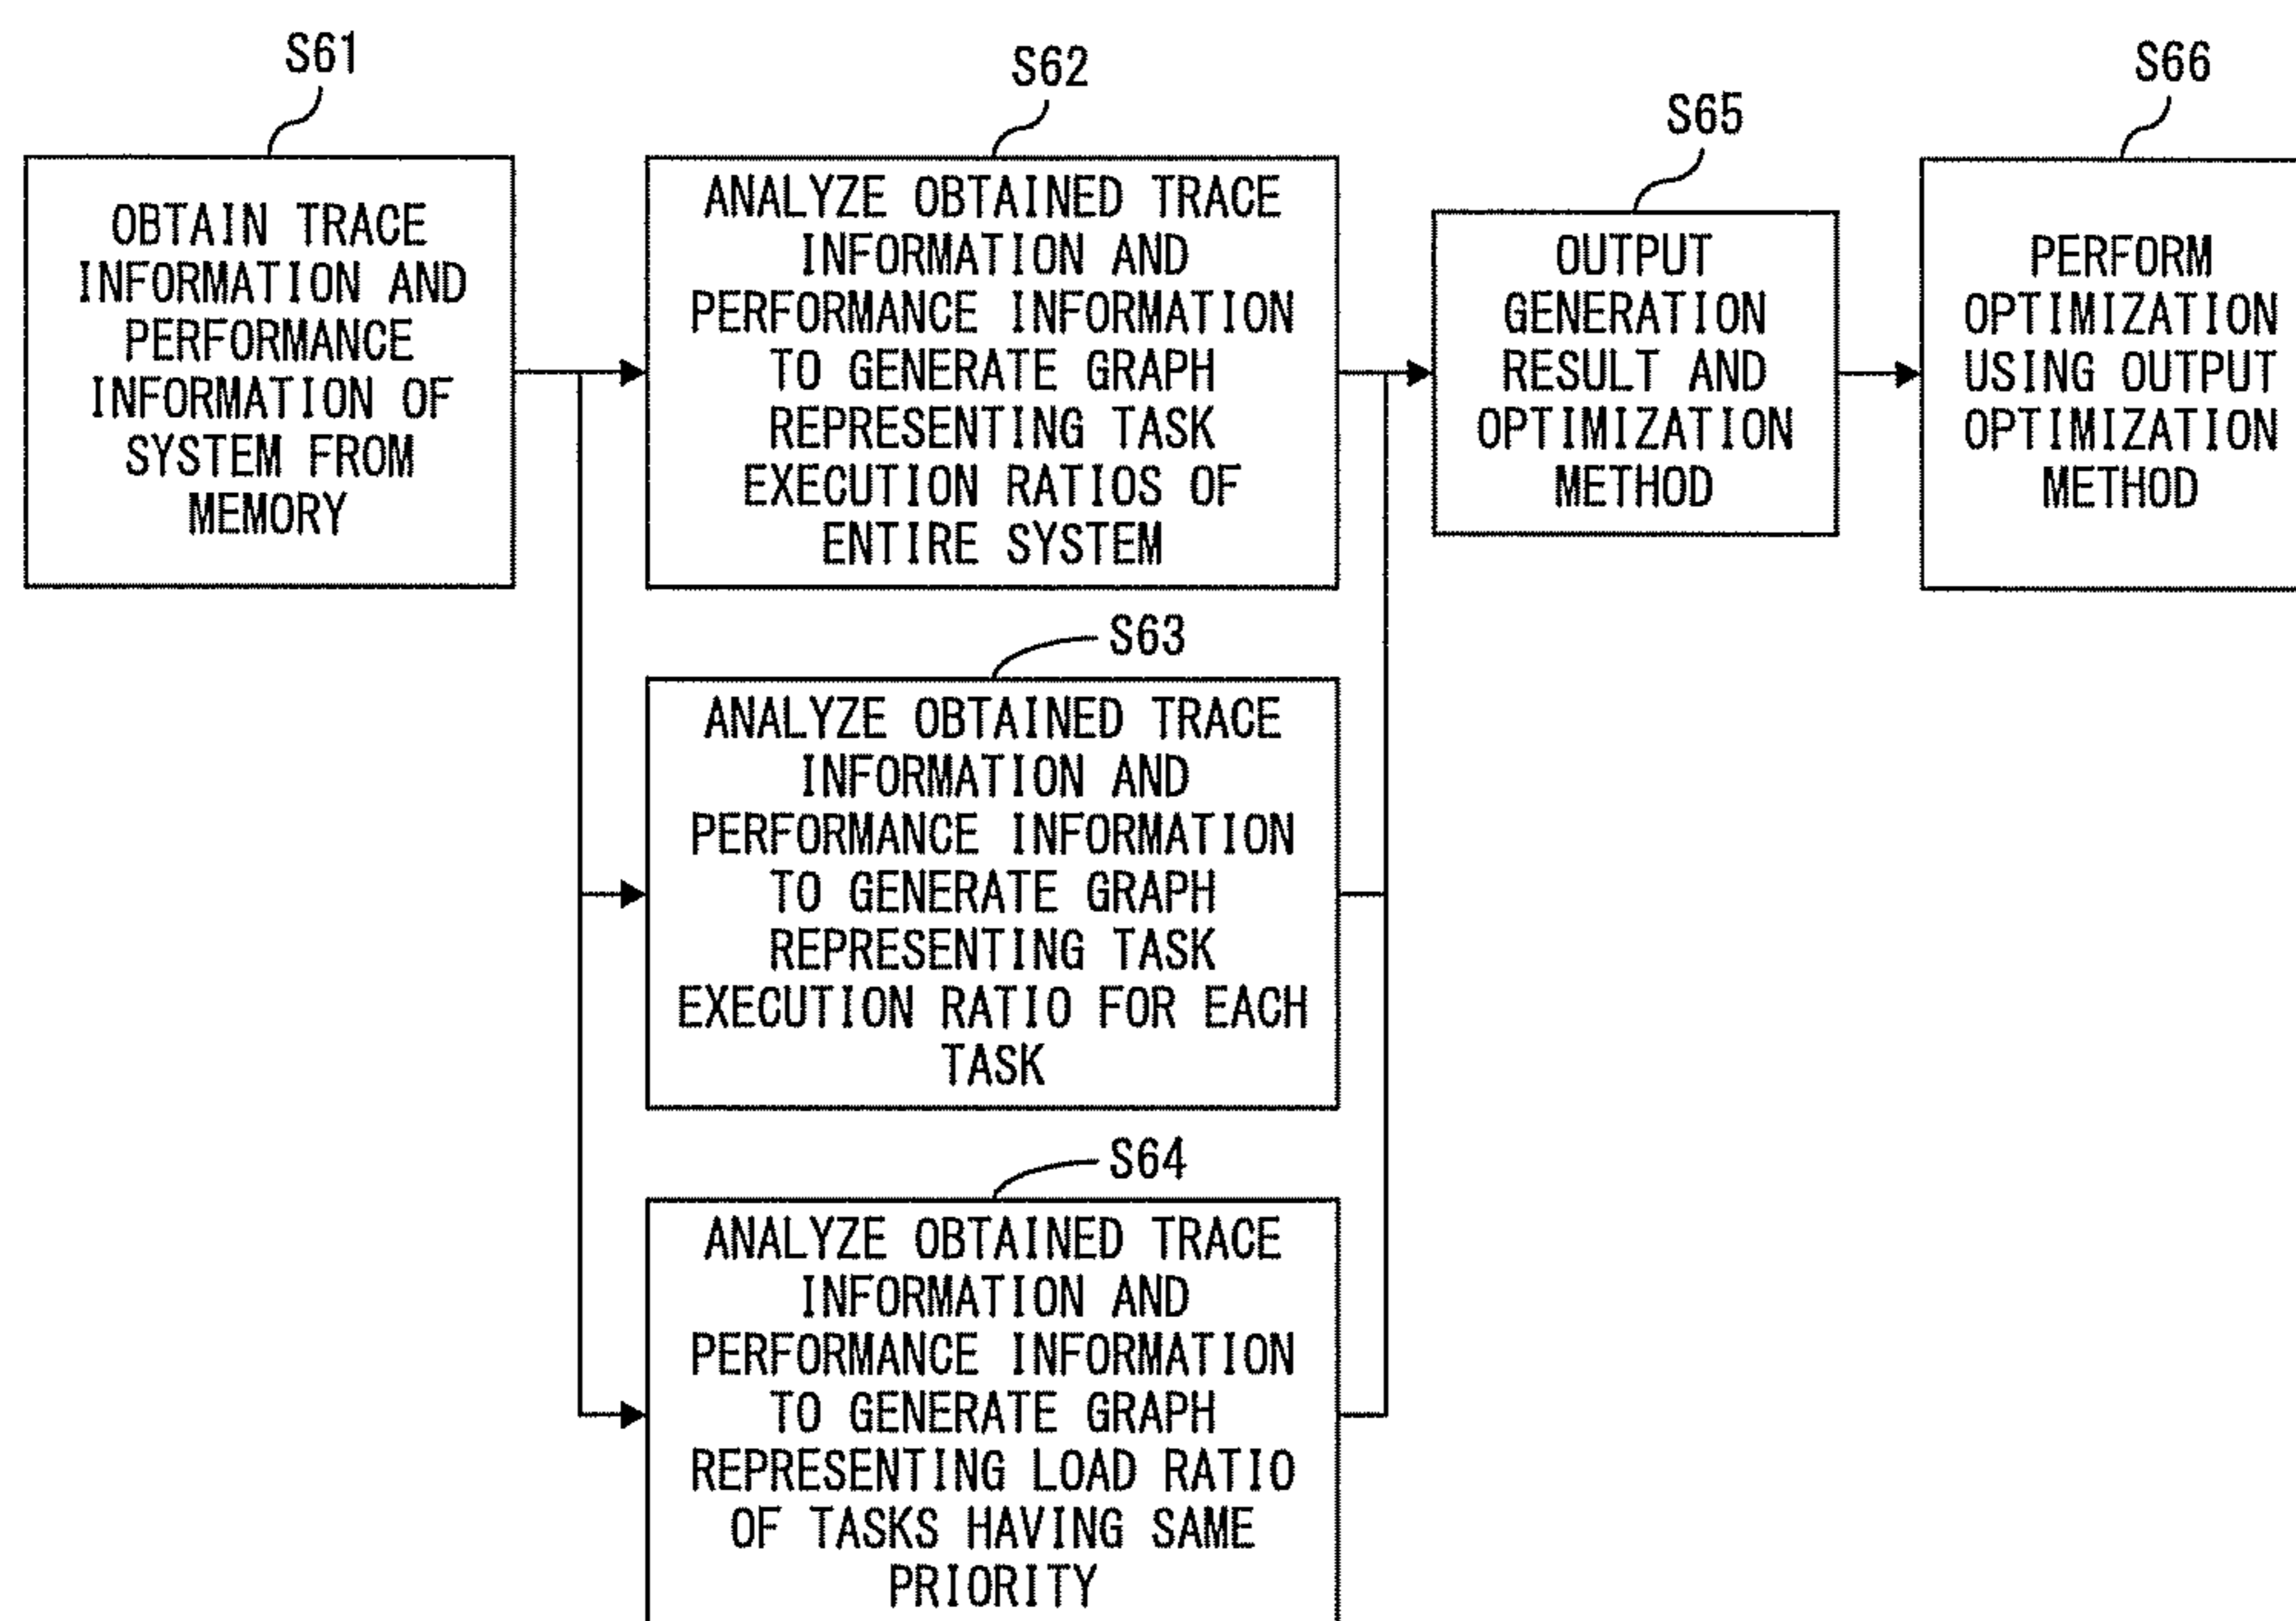 S61
OBTAIN TRACE
INFORMATION AND
PERFORMANCE
INFORMATION OF
SYSTEM FROM
MEMORY
S62
ANALYZE OBTAINED TRACE
INFORMATION AND
PERFORMANCE INFORMATION
TO GENERATE GRAPH
REPRESENTING TASK
EXECUTION RATIOS OF
ENTIRE SYSTEM
S63
ANALYZE OBTAINED TRACE
INFORMATION AND
PERFORMANCE INFORMATION
TO GENERATE GRAPH
REPRESENTING TASK
EXECUTION RATIO FOR EACH
TASK
S64
ANALYZE OBTAINED TRACE
INFORMATION AND
PERFORMANCE INFORMATION
TO GENERATE GRAPH
REPRESENTING LOAD RATIO
OF TASKS HAVING SAME
PRIORITY
S65
OUTPUT
GENERATION
RESULT AND
OPTIMIZATION
METHOD
S66
PERFORM
OPTIMIZATION
USING OUTPUT
OPTIMIZATION
METHOD